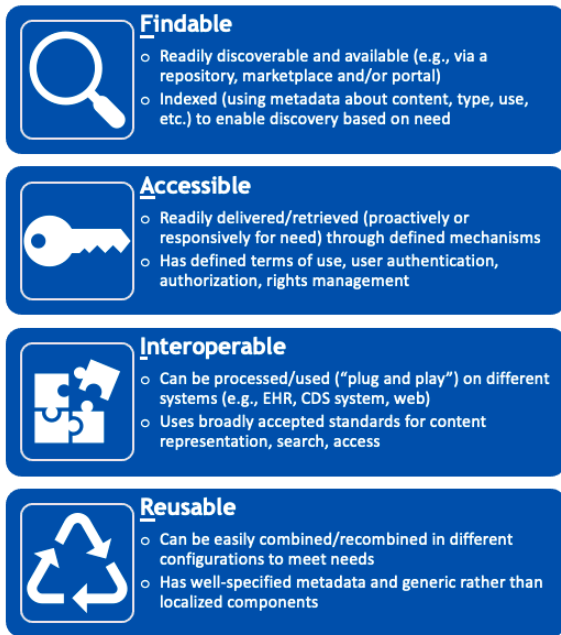 Findable
o Readily discoverable and available (e.g., via a
repository, marketplace and/or portal)
o Indexed (using metadata about content, type, use,
etc.) to enable discovery based on need
Accessible
o Readily delivered/retrieved (proactively or
responsively for need) through defined mechanisms
o Has defined terms of use, user authentication,
authorization, rights management
Interoperable
o Can be processed/used (“plug and play”) on different
systems (e.g., EHR, CDS system, web)
o Uses broadly accepted standards for content
representation, search, access
Reusable
o Can be easily combined/recombined in different
configurations to meet needs
o Has well-specified metadata and generic rather than
localized components